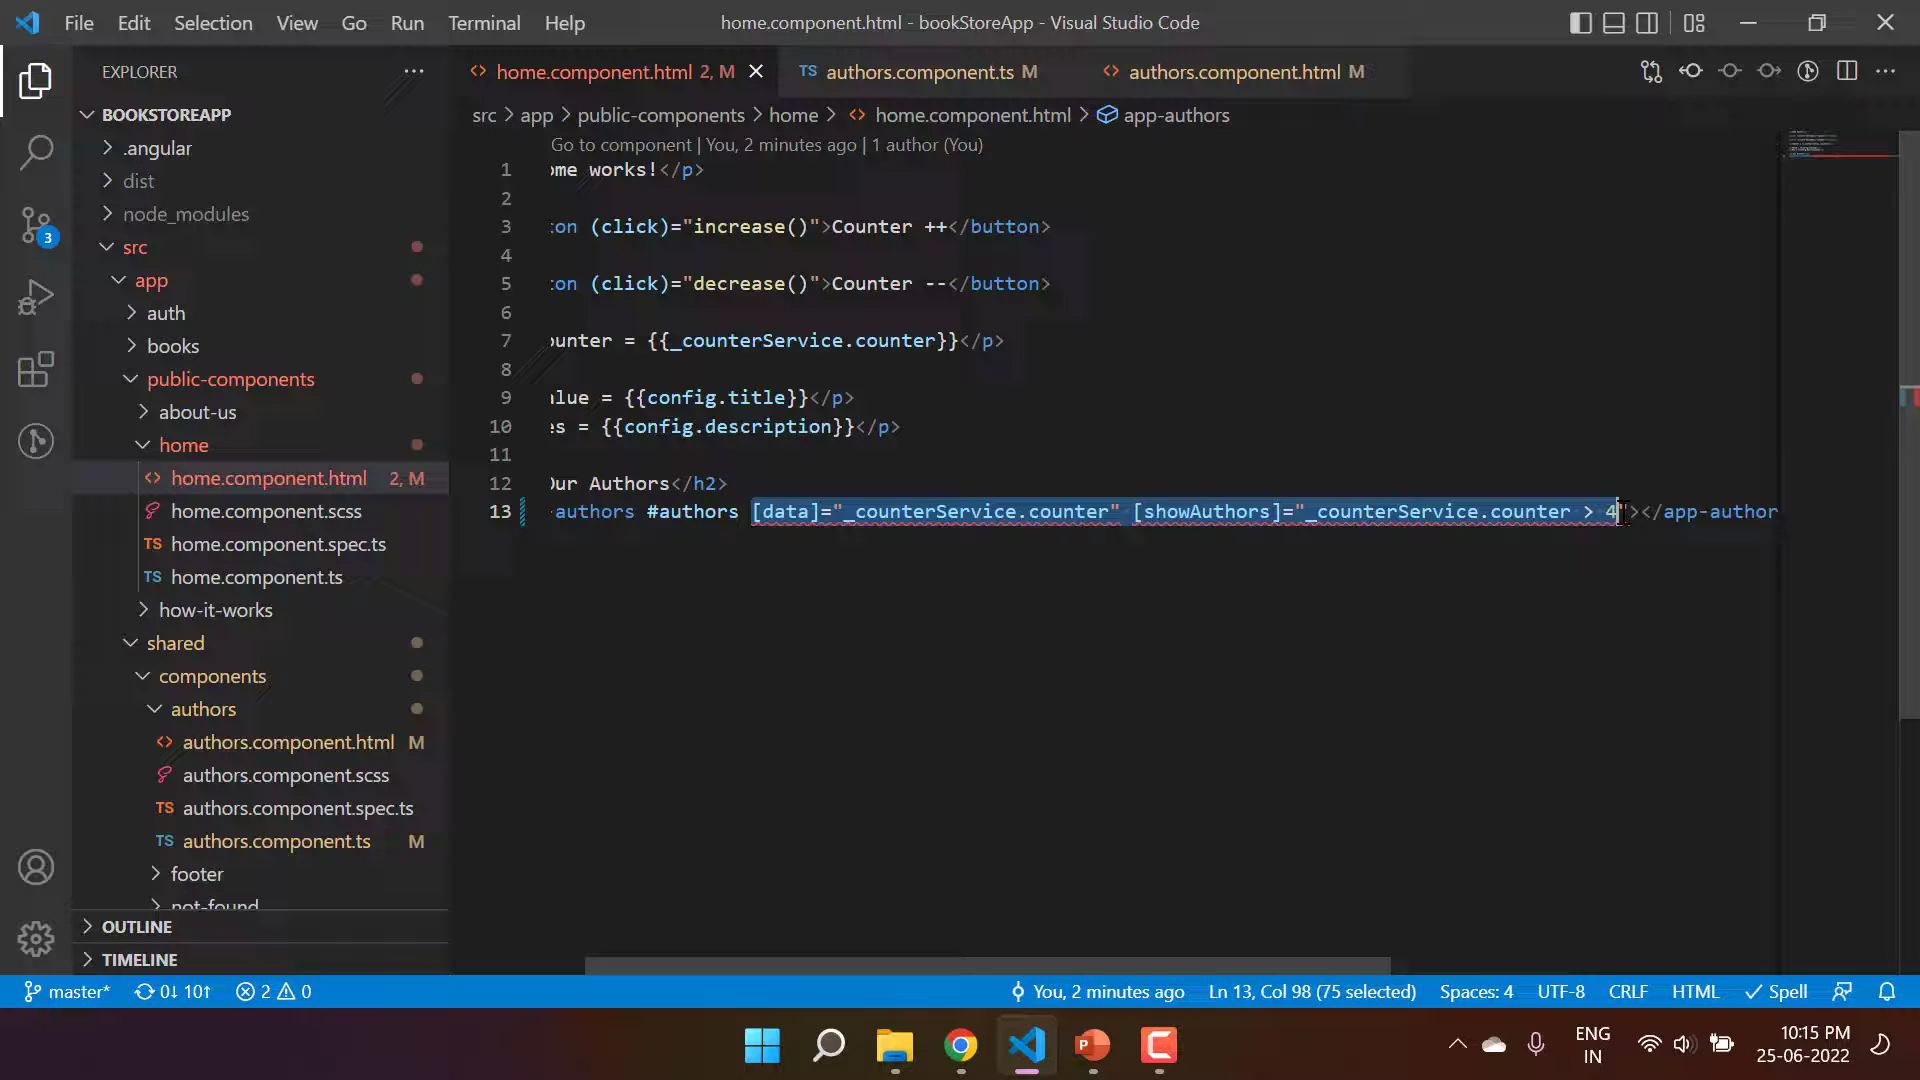 File Edit Selection View Go Run Terminal Help
home.component.html - bookStoreApp - Visual Studio Code
EXPLORER
home.component.html 2, M
TS authors.component.ts M
authors.component.html M
BOOKSTOREAPP
src > app > public-components > home > home.component.html > app-authors
.angular
dist
node_modules
src
app
auth
books
public-components
about-us
home
home.component.html 2, M
home.component.scss
TS home.component.spec.ts
TS home.component.ts
how-it-works
shared
components
authors
authors.component.html M
authors.component.scss
TS authors.component.spec.ts
TS authors.component.ts M
footer
not-found
OUTLINE
TIMELINE
3
Go to component | You, 2 minutes ago | 1 author (You)
1 ome works!</p>
2
3 ton (click)="increase()">Counter ++</button>
4
5 ton (click)="decrease()">Counter --</button>
6
7 ounter = {{_counterService.counter}}</p>
8
9 alue = {{config.title}}</p>
10 es = {{config.description}}</p>
11
12 Our Authors</h2>
13 -authors #authors [data]="_counterService.counter" [showAuthors]="_counterService.counter > 4"></app-author
master* 0↓ 10↑ 2 0
You, 2 minutes ago Ln 13, Col 98 (75 selected) Spaces: 4 UTF-8 CRLF HTML Spell
ENG
IN
10:15 PM
25-06-2022